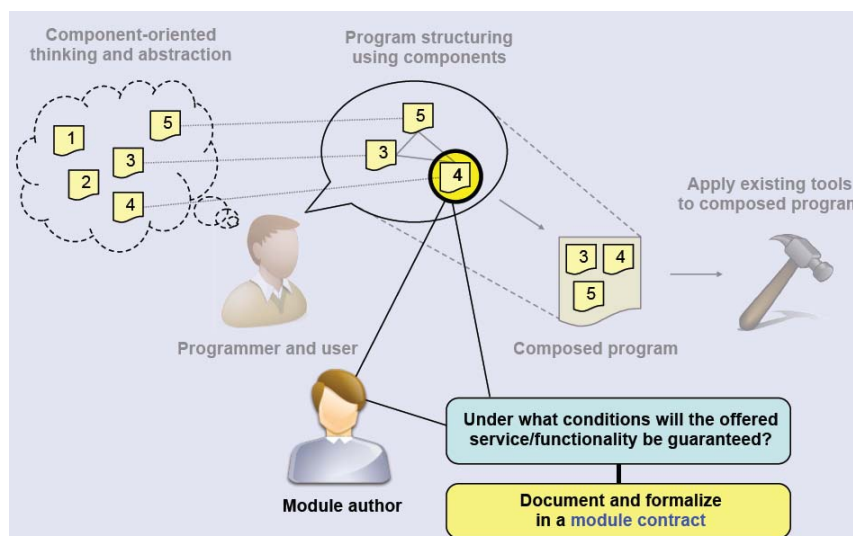 Component-oriented
thinking and abstraction
Program structuring
using components
1
2
3
4
5
5
3
4
Apply existing tools
to composed program
3
4
5
Programmer and user
Composed program
Under what conditions will the offered
service/functionality be guaranteed?
Module author
Document and formalize
in a module contract